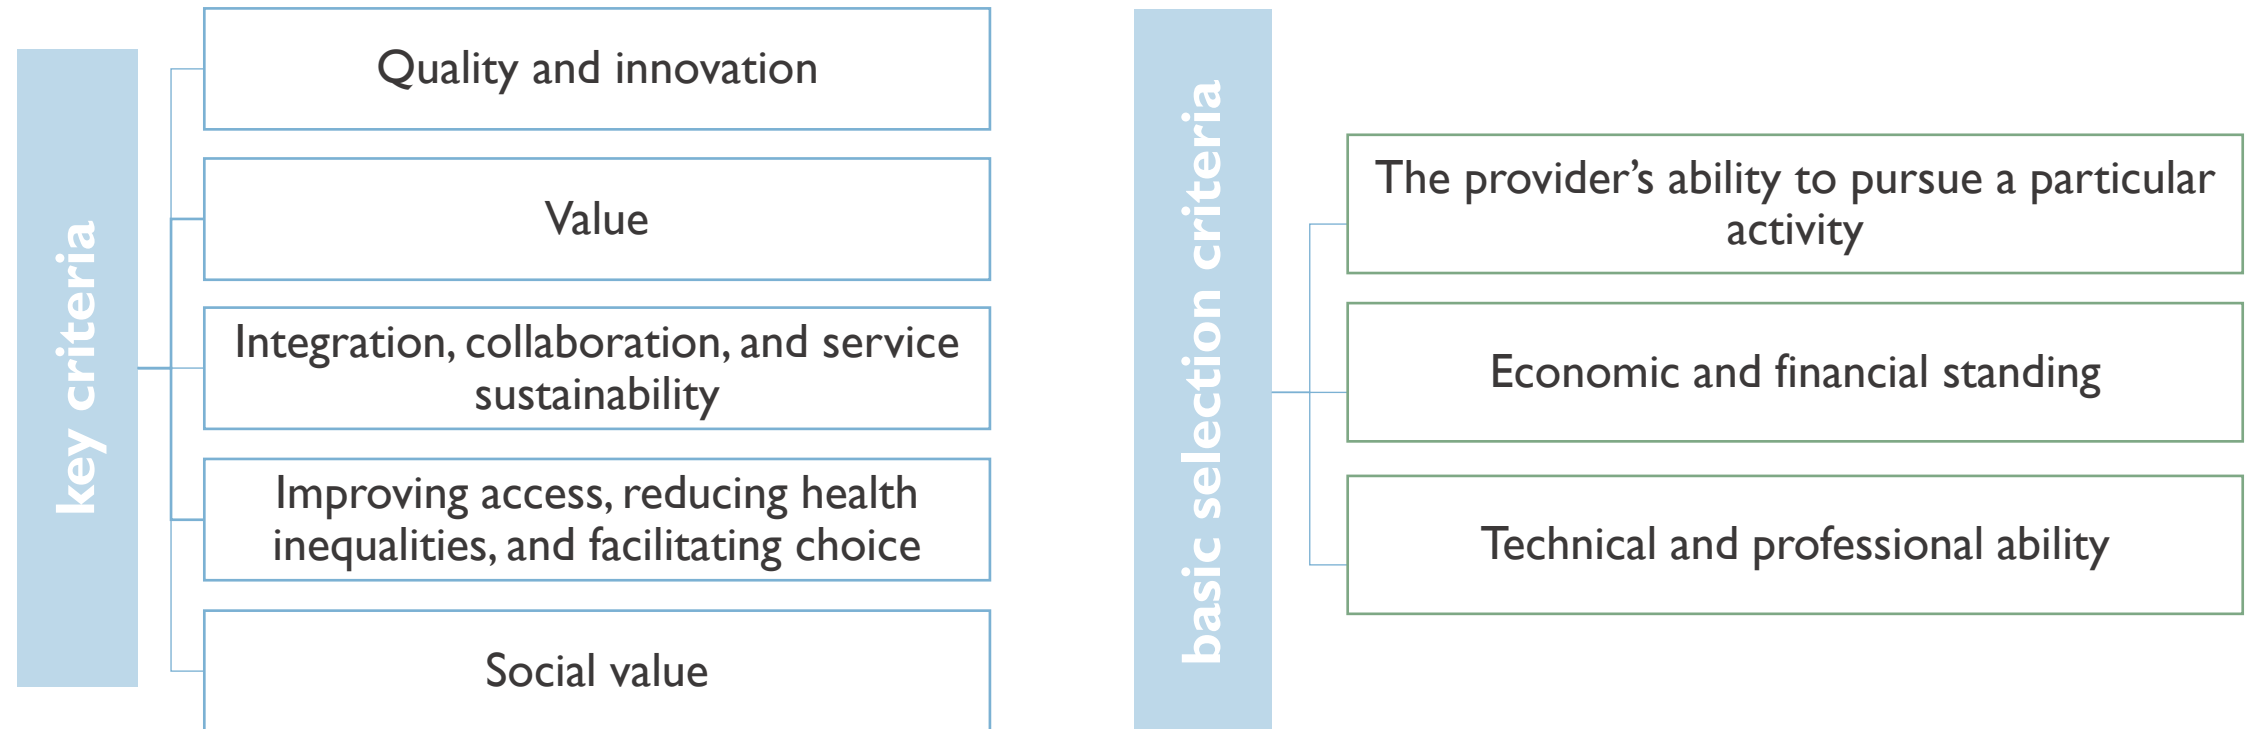 key criteria
Quality and innovation
Value
Integration, collaboration, and service
sustainability
Improving access, reducing health
inequalities, and facilitating choice
Social value
basic selection criteria
The provider’s ability to pursue a particular
activity
Economic and financial standing
Technical and professional ability